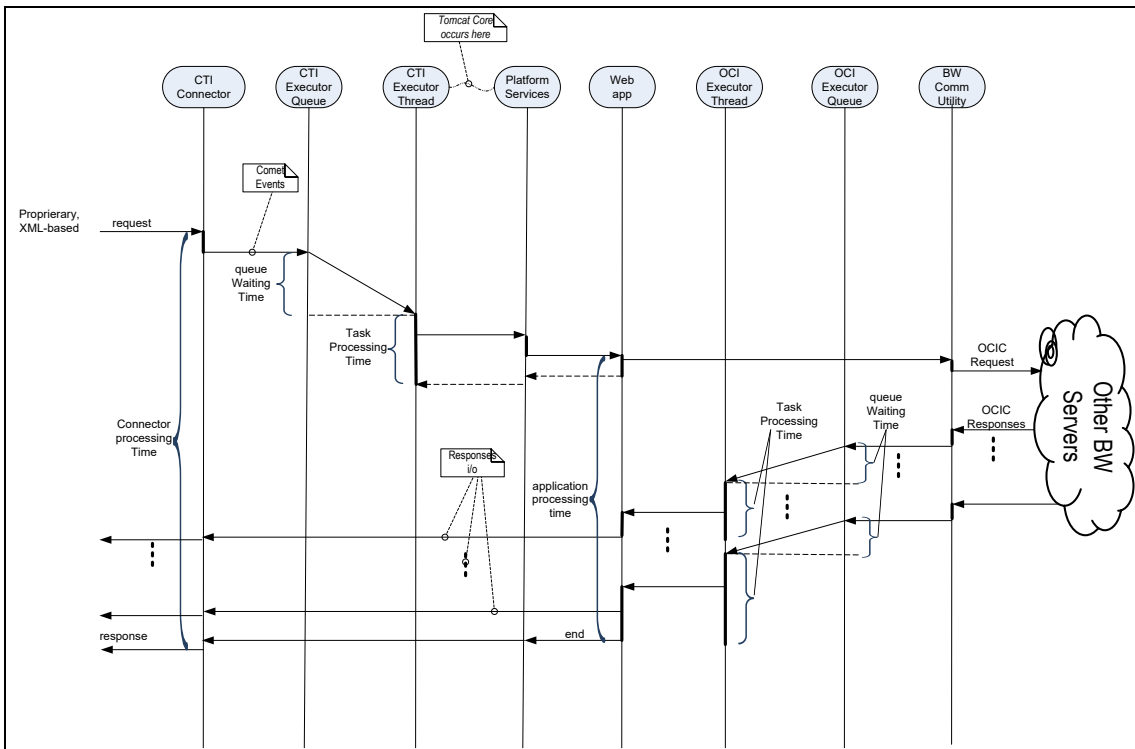 Tomcat Core
occurs here
CTI
Connector
CTI
Executor
Queue
CTI
Executor
Thread
Platform
Services
Web
app
OCI
Executor
Thread
OCI
Executor
Queue
BW
Comm
Utility
Comet
Events
Proprierary,
XML-based
request
queue
Waiting
Time
Task
Processing
Time
OCIC
Request
Other BW
Servers
queue
Waiting
Time
Task
Processing
Time
OCIC
Responses
Connector
processing
Time
Responses
i/o
application
processing
time
response
end